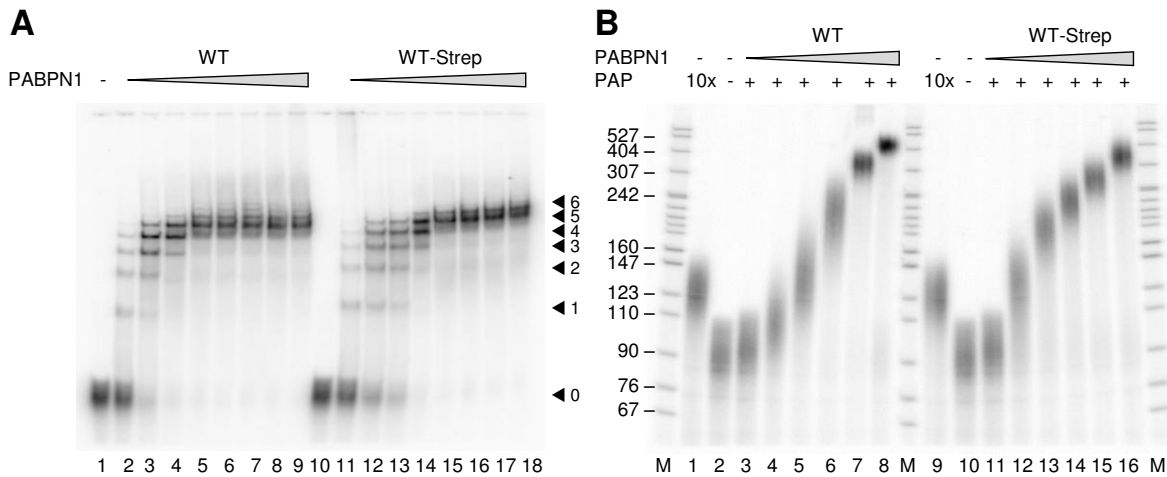 A
WT
WT-Strep
PABPN1 -
6
5
4
3
2
1
0
1 2 3 4 5 6 7 8 9 10 11 12 13 14 15 16 17 18
B
WT
WT-Strep
PABPN1 - - - -
PAP 10x - + + + + + + 10x - + + + + + +
527
404
307
242
160
147
123
110
90
76
67
M 1 2 3 4 5 6 7 8 M 9 10 11 12 13 14 15 16 M